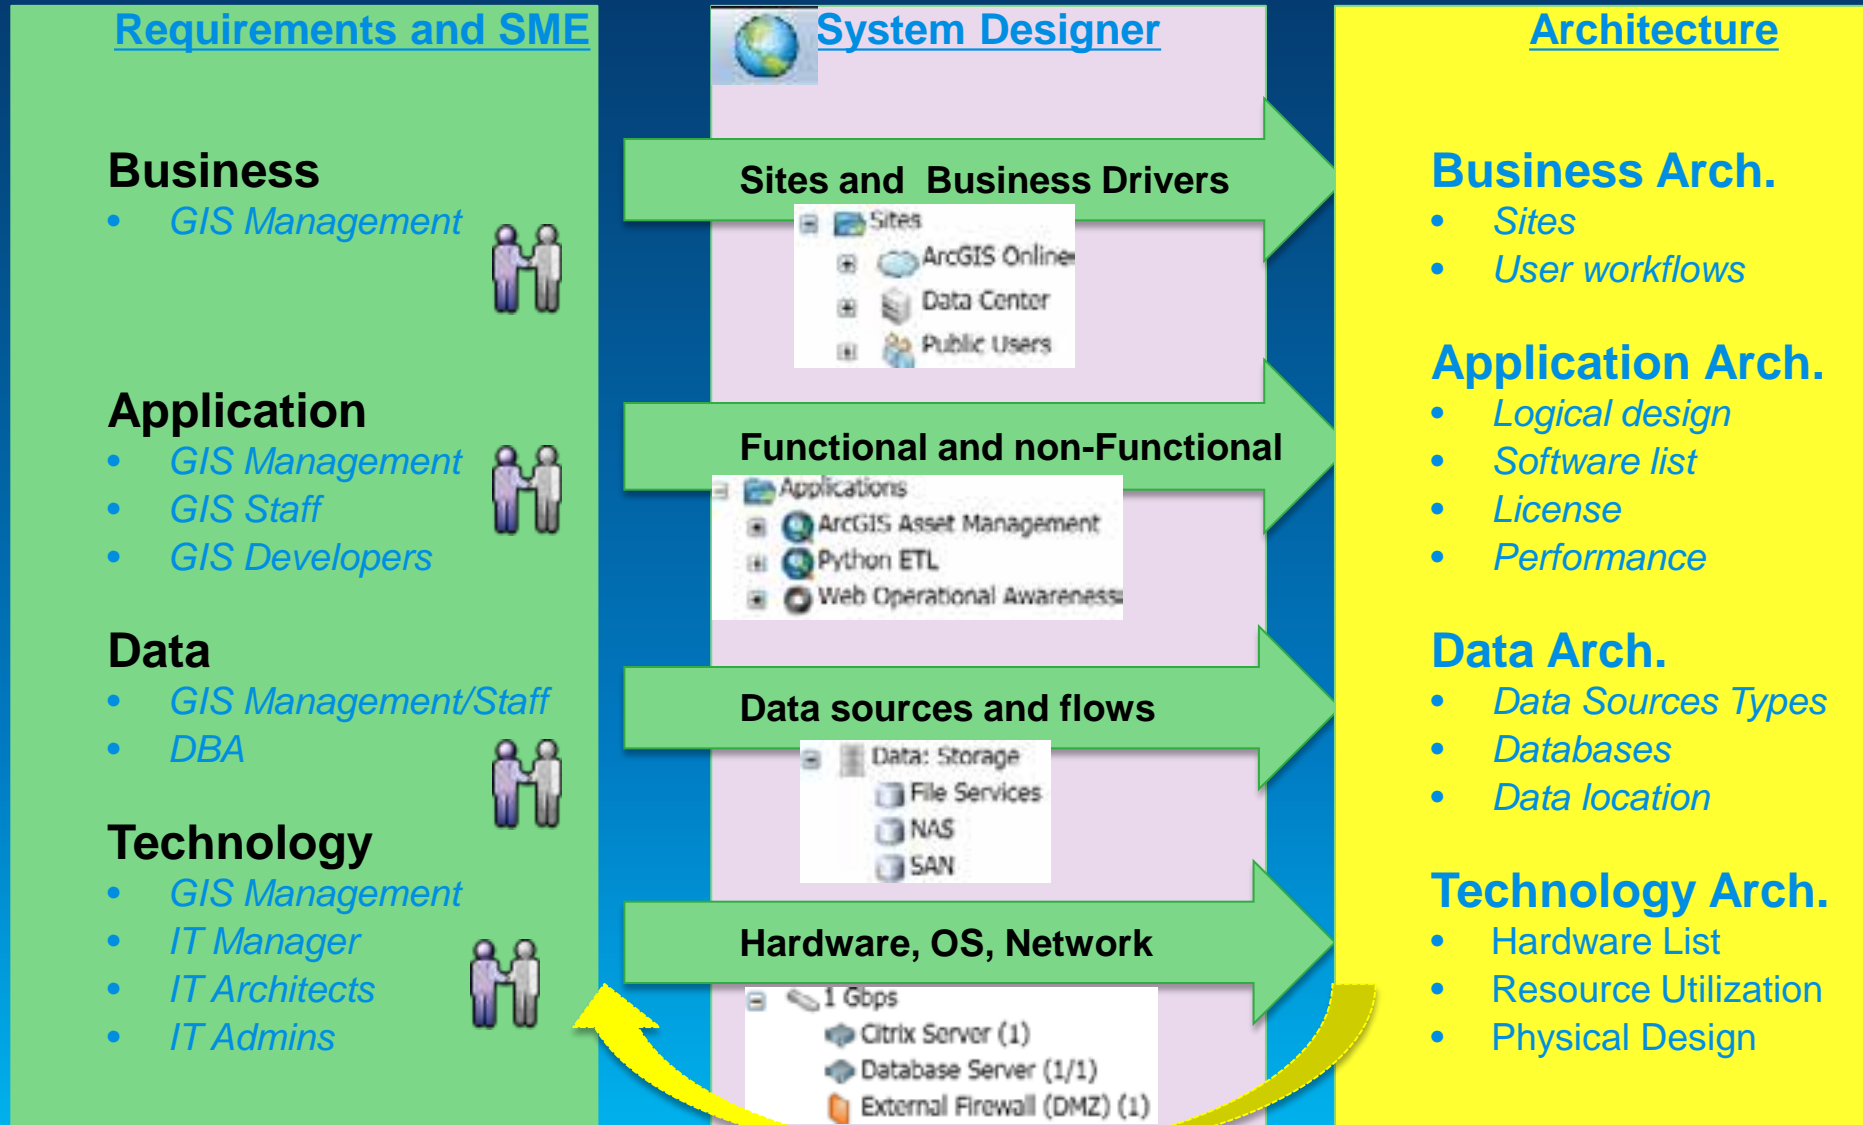 Requirements and SME
Business
• GIS Management
Application
• GIS Management
• GIS Staff
• GIS Developers
Data
• GIS Management/Staff
• DBA
Technology
• GIS Management
• IT Manager
• IT Architects
• IT Admins
System Designer
Sites and Business Drivers
Sites
ArcGIS Online
Data Center
Public Users
Functional and non-Functional
Applications
ArcGIS Asset Management
Python ETL
Web Operational Awareness
Data sources and flows
Data: Storage
File Services
NAS
SAN
Hardware, OS, Network
1 Gbps
Citrix Server (1)
Database Server (1/1)
External Firewall (DMZ) (1)
Architecture
Business Arch.
• Sites
• User workflows
Application Arch.
• Logical design
• Software list
• License
• Performance
Data Arch.
• Data Sources Types
• Databases
• Data location
Technology Arch.
• Hardware List
• Resource Utilization
• Physical Design